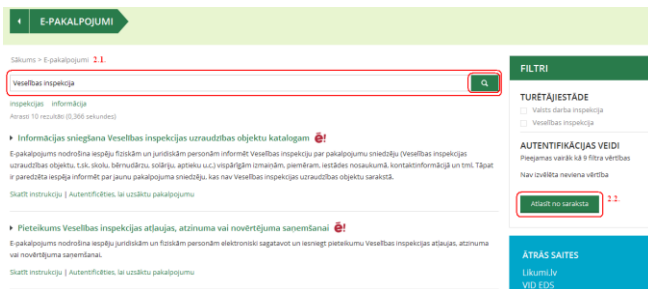 E-PAKALPOJUMI
Sākums > E-pakalpojumi 2.1.
Veselības inspekcija
inspekcijas informācija
Atrasti 10 rezultāti (0,366 sekundes)
Informācijas sniegšana Veselības inspekcijas uzraudzības objektu katalogam ē!
E-pakalpojums nodrošina iespēju fiziskām un juridiskām personām informēt Veselības inspekciju par pakalpojumu sniedzēju (Veselības inspekcijas
uzraudzības objektu, t.sk. skolu, bērnudārzu, solāriju, aptieku u.c.) vispārīgām izmaiņām, piemēram, iestādes nosaukumā, kontaktinformācijā un tml. Tāpat
ir paredzēta iespēja informēt par jaunu pakalpojuma sniedzēju, kas nav Veselības inspekcijas uzraudzības objektu sarakstā.
Skatīt instrukciju | Autentificēties, lai uzsāktu pakalpojumu
Pieteikums Veselības inspekcijas atļaujas, atzinuma vai novērtējuma saņemšanai ē!
E-pakalpojums nodrošina iespēju juridiskām un fiziskām personām elektroniski sagatavot un iesniegt pieteikumu Veselības inspekcijas atļaujas, atzinuma
vai novērtējuma saņemšanai.
Skatīt instrukciju | Autentificēties, lai uzsāktu pakalpojumu
FILTRI
TURĒTĀJIESTĀDE
Valsts darba inspekcija
Veselības inspekcija
AUTENTIFIKĀCIJAS VEIDI
Pieejamas vairāk kā 9 filtra vērtības
Nav izvēlēta neviena vērtība
Atlasīt no saraksta 2.2.
ĀTRĀS SAITES
Likumi.lv
VID EDS